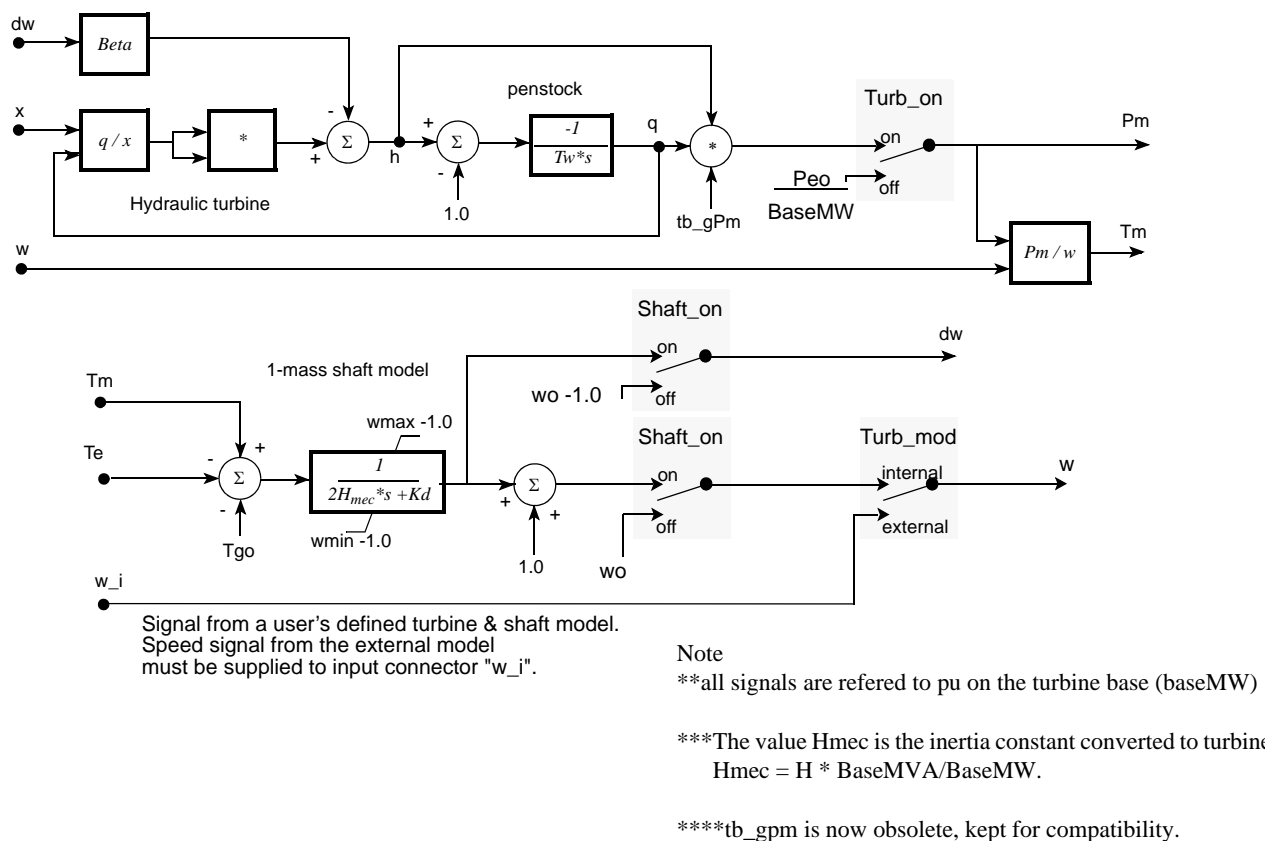 dw
Beta
-
x
q / x
*
+
Σ
h
+
Σ
-
1.0
penstock
-1
Tw*s
q
*
tb_gPm
Turb_on
on
off
Peo
BaseMW
Pm
Hydraulic turbine
w
Pm / w
Tm
Shaft_on
on
off
wo -1.0
dw
1-mass shaft model
Tm
Te
-
+
Σ
-
Tgo
wmax -1.0
1
2Hmec*s +Kd
wmin -1.0
+
Σ
+
1.0
Shaft_on
on
off
wo
Turb_mod
internal
external
w
w_i
Signal from a user's defined turbine & shaft model.
Speed signal from the external model
must be supplied to input connector "w_i".
Note
**all signals are refered to pu on the turbine base (baseMW)
***The value Hmec is the inertia constant converted to turbine
Hmec = H * BaseMVA/BaseMW.
****tb_gpm is now obsolete, kept for compatibility.